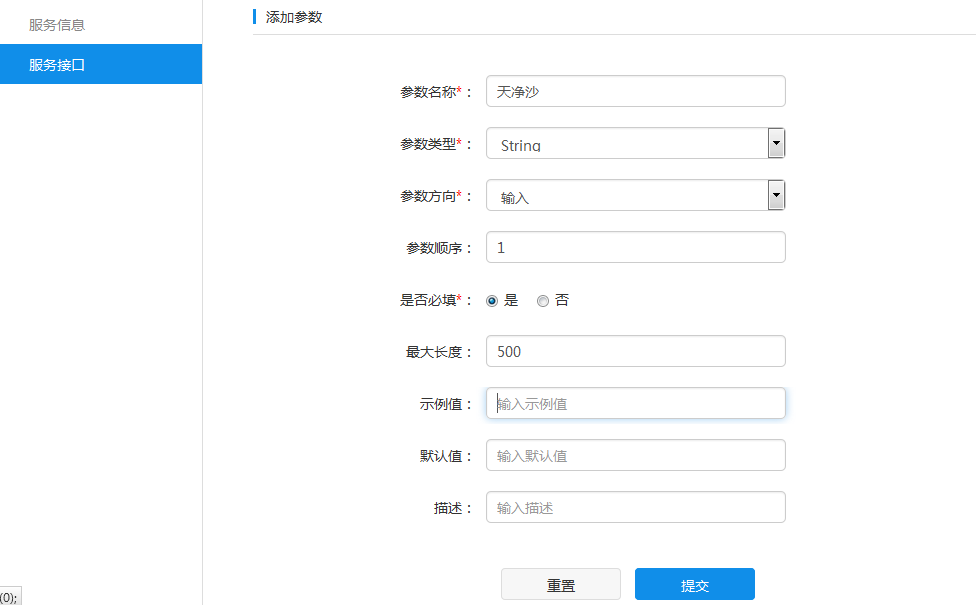 服务信息
服务接口
添加参数
参数名称*： 天净沙
参数类型*： String
参数方向*： 输入
参数顺序： 1
是否必填*： 是 否
最大长度： 500
示例值： 输入示例值
默认值： 输入默认值
描述： 输入描述
重置 提交
(0);